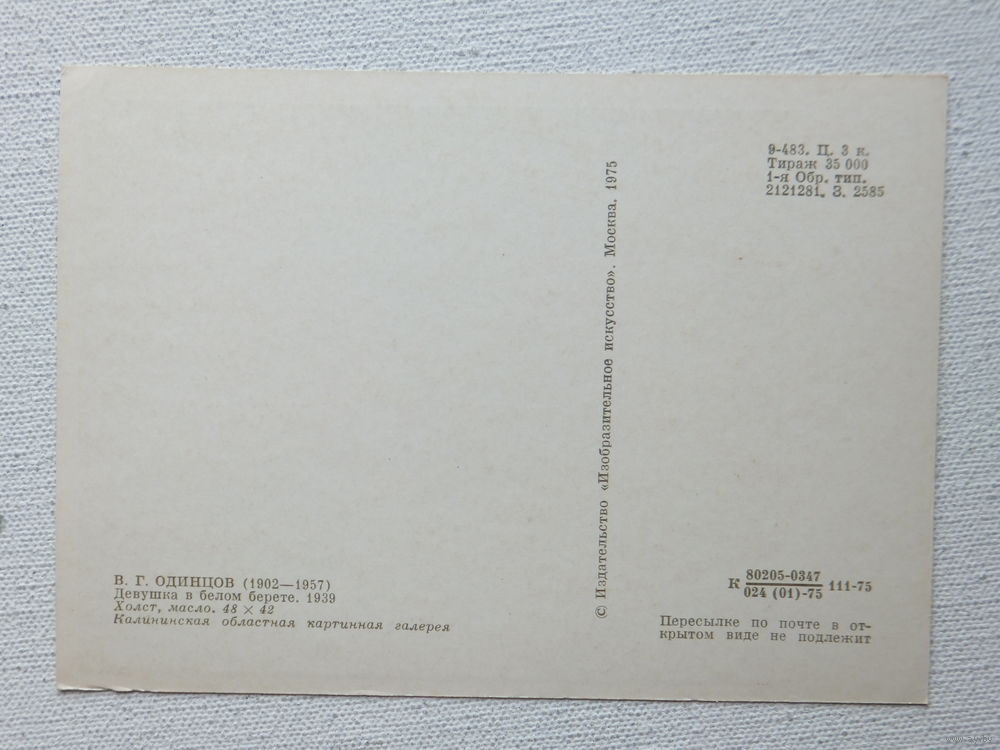 9-483. Ц. 3 к.
Тираж 35 000
1-я Обр. тип.
2121281. З. 2585
© Издательство «Изобразительное искусство». Москва. 1975
В. Г. ОДИНЦОВ (1902—1957)
Девушка в белом берете. 1939
Холст, масло. 48 × 42
Калининская областная картинная галерея
К 80205-0347
024 (01)-75 111-75
Пересылке по почте в от-
крытом виде не подлежит